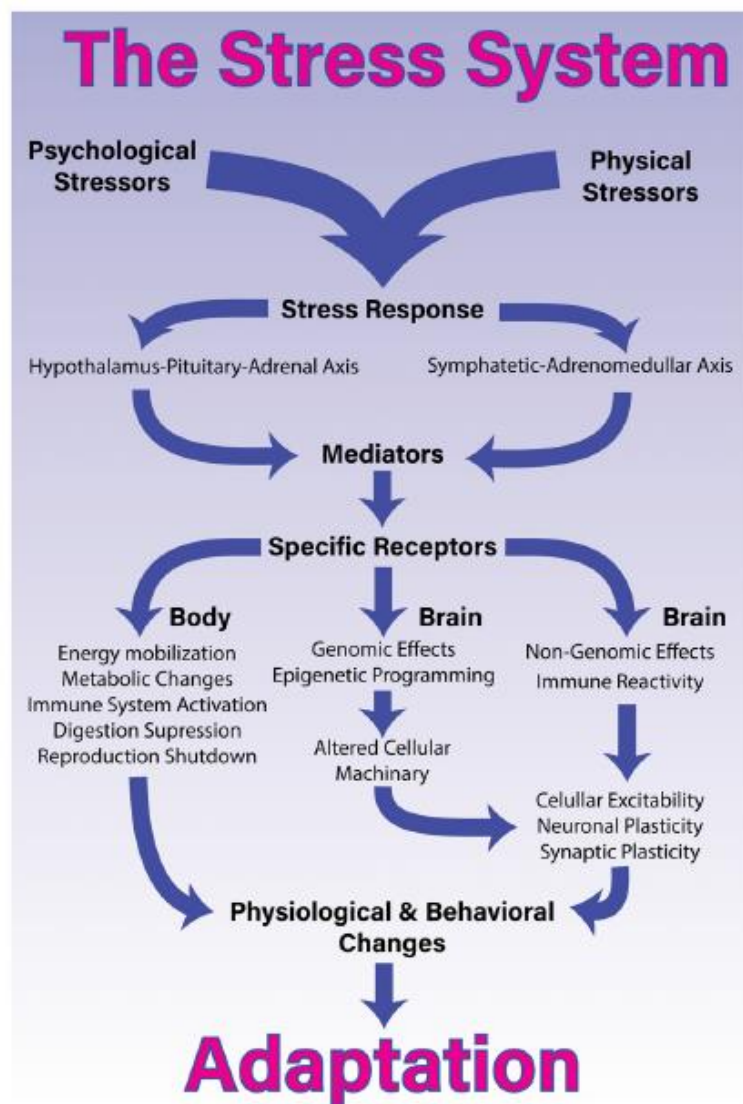 The Stress System
Psychological
Stressors
Physical
Stressors
Stress Response
Hypothalamus-Pituitary-Adrenal Axis
Symphatetic-Adrenomedullar Axis
Mediators
Specific Receptors
Body
Energy mobilization
Metabolic Changes
Immune System Activation
Digestion Supression
Reproduction Shutdown
Brain
Genomic Effects
Epigenetic Programming
Altered Cellular
Machinary
Brain
Non-Genomic Effects
Immune Reactivity
Celullar Excitability
Neuronal Plasticity
Synaptic Plasticity
Physiological & Behavioral
Changes
Adaptation